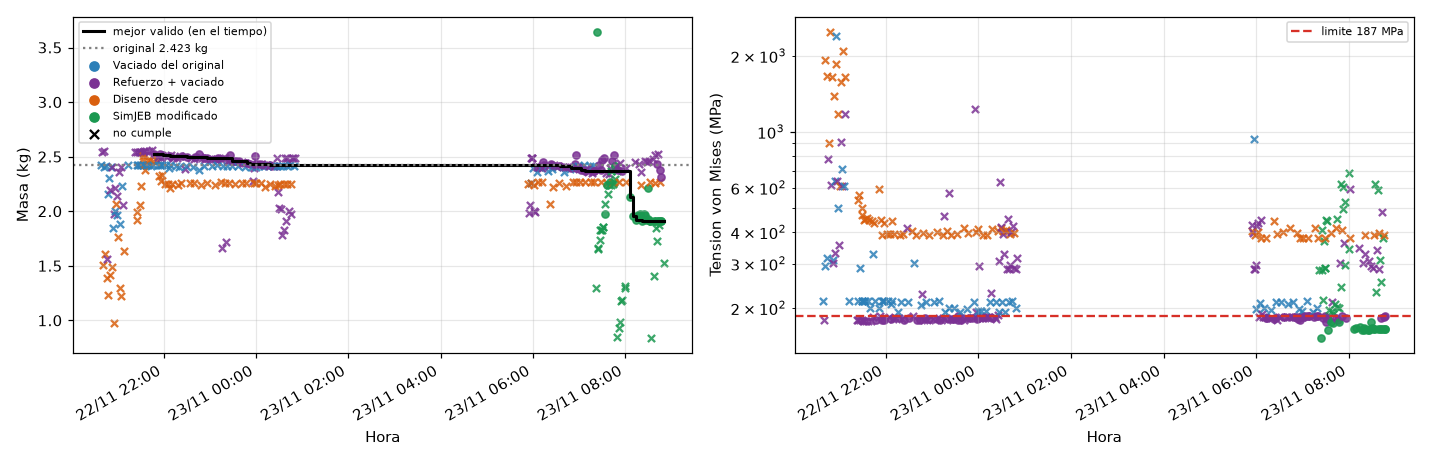 mejor valido (en el tiempo)
original 2.423 kg
Vaciado del original
Refuerzo + vaciado
Diseno desde cero
SimJEB modificado
no cumple
Masa (kg)
3.5
3.0
2.5
2.0
1.5
1.0
22/11 22:00
23/11 00:00
23/11 02:00
23/11 04:00
23/11 06:00
23/11 08:00
Hora
limite 187 MPa
Tension von Mises (MPa)
2 × 10³
10³
6 × 10²
4 × 10²
3 × 10²
2 × 10²
22/11 22:00
23/11 00:00
23/11 02:00
23/11 04:00
23/11 06:00
23/11 08:00
Hora